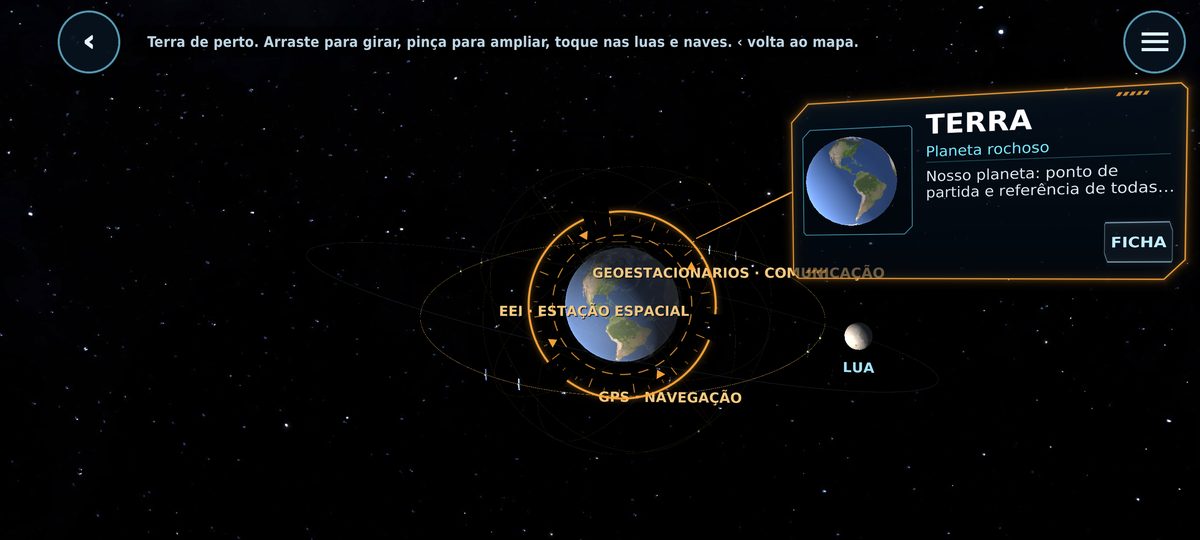 Terra de perto. Arraste para girar, pinça para ampliar, toque nas luas e naves. ‹ volta ao mapa.
TERRA
Planeta rochoso
Nosso planeta: ponto de
partida e referência de todas...
FICHA
GEOESTACIONÁRIOS · COMUNICAÇÃO
EEI · ESTAÇÃO ESPACIAL
LUA
GPS · NAVEGAÇÃO